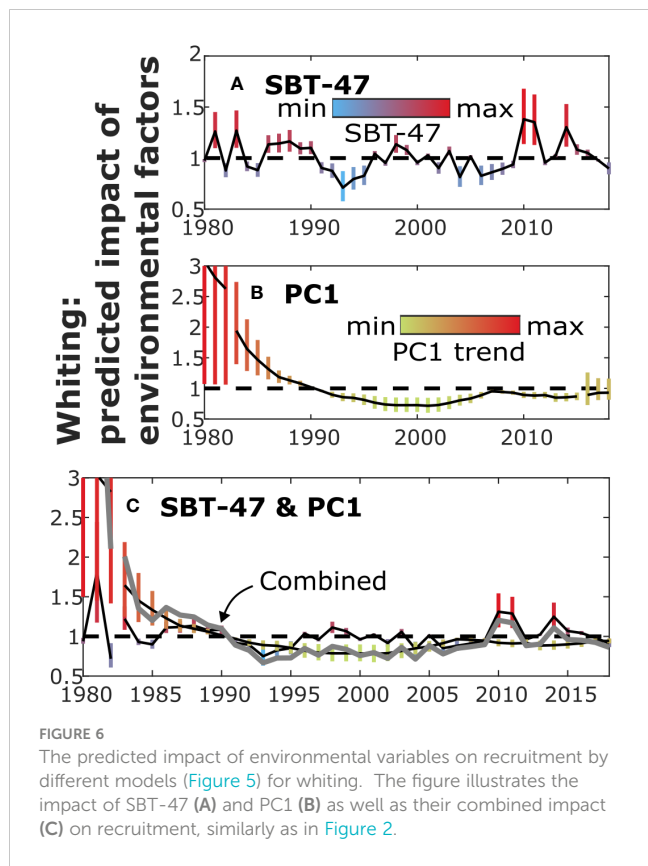 Whiting:
predicted impact of
environmental factors
2
A SBT-47
min max
SBT-47
1.5
1
0.5
1980 1990 2000 2010
3
B PC1
2.5
2
min max
PC1 trend
1.5
1
0.5
1980 1990 2000 2010
3
C SBT-47 & PC1
2.5
2
Combined
1.5
1
0.5
1980 1985 1990 1995 2000 2005 2010 2015
FIGURE 6
The predicted impact of environmental variables on recruitment by
different models (Figure 5) for whiting. The figure illustrates the
impact of SBT-47 (A) and PC1 (B) as well as their combined impact
(C) on recruitment, similarly as in Figure 2.